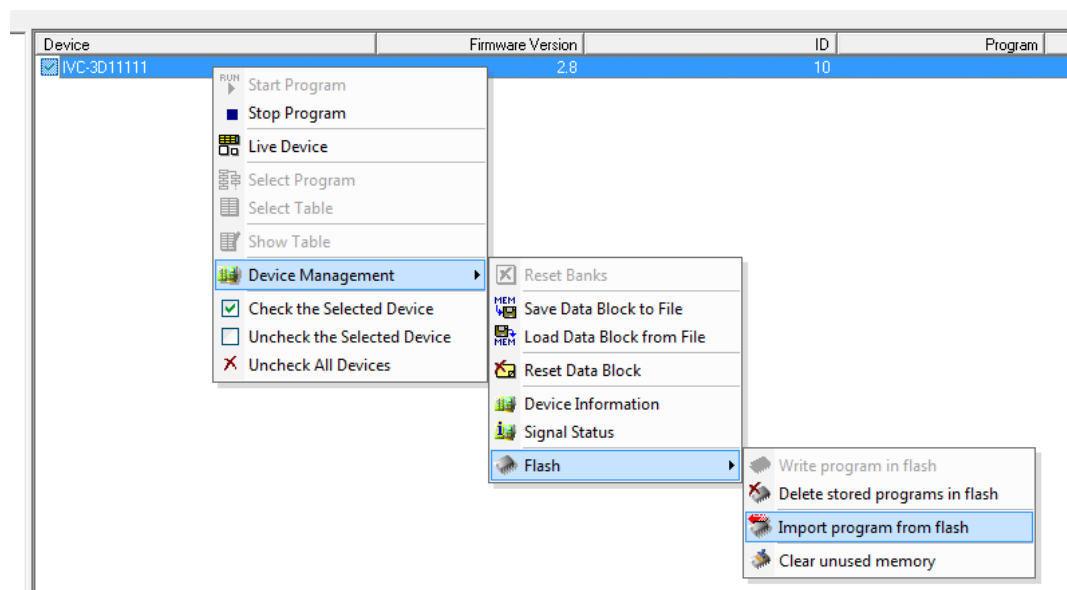 Device Firmware Version ID Program
IVC-3D11111 2.8 10
RUN Start Program
Stop Program
Live Device
Select Program
Select Table
Show Table
Device Management
Check the Selected Device
Uncheck the Selected Device
Uncheck All Devices
Reset Banks
MEM Save Data Block to File
MEM Load Data Block from File
Reset Data Block
Device Information
Signal Status
Flash
Write program in flash
Delete stored programs in flash
Import program from flash
Clear unused memory